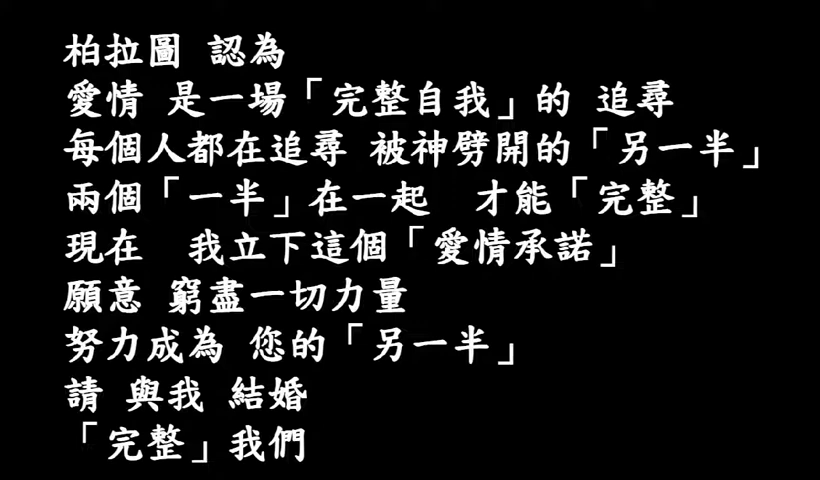 柏拉圖 認為
愛情 是一場「完整自我」的 追尋
每個人都在追尋 被神劈開的「另一半」
兩個「一半」在一起 才能「完整」
現在 我立下這個「愛情承諾」
願意 窮盡一切力量
努力成為 您的「另一半」
請 與我 結婚
「完整」我們